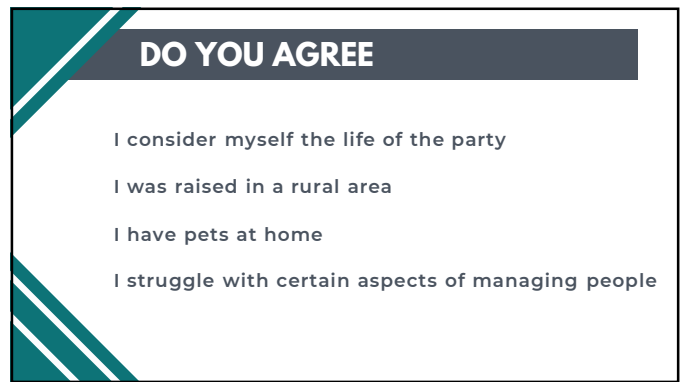 DO YOU AGREE
I consider myself the life of the party
I was raised in a rural area
I have pets at home
I struggle with certain aspects of managing people